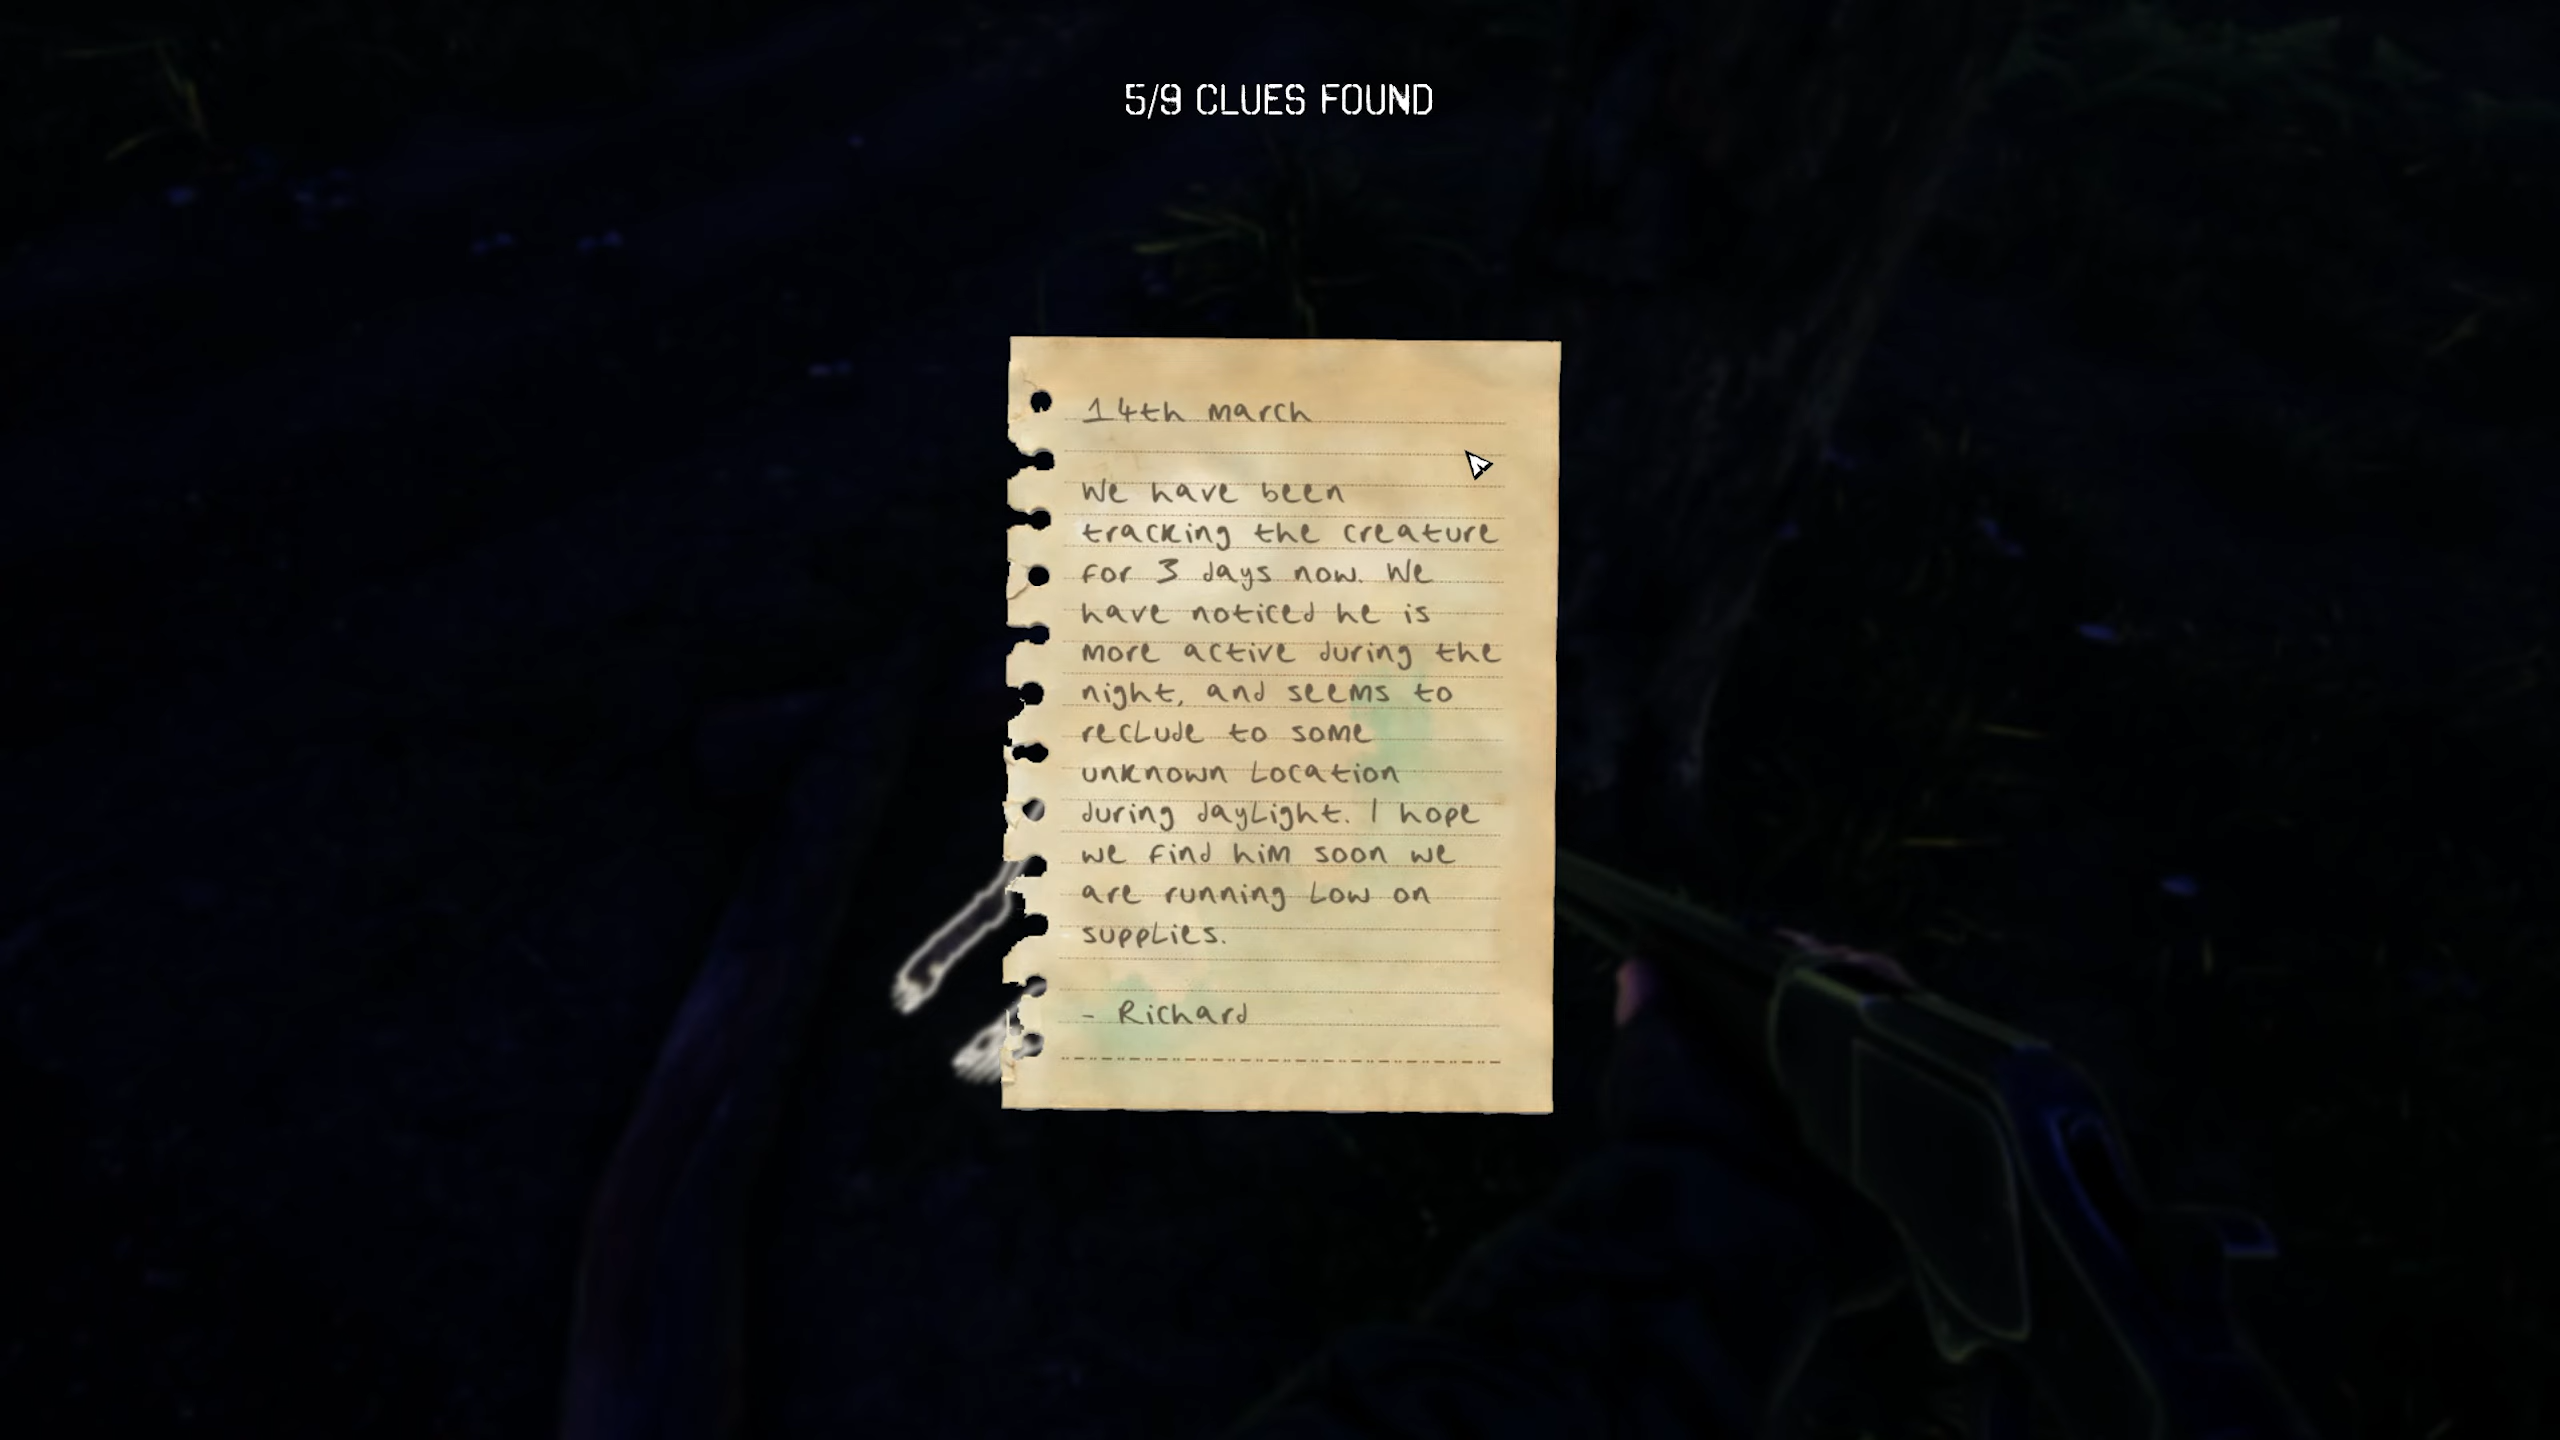 5/9 CLUES FOUND
14th march
We have been
tracking the creature
for 3 days now. We
have noticed he is
more active during the
night, and seems to
reclude to some
unknown Location
during dayLight. I hope
we find him soon we
are running Low on
suppLies.
- Richard